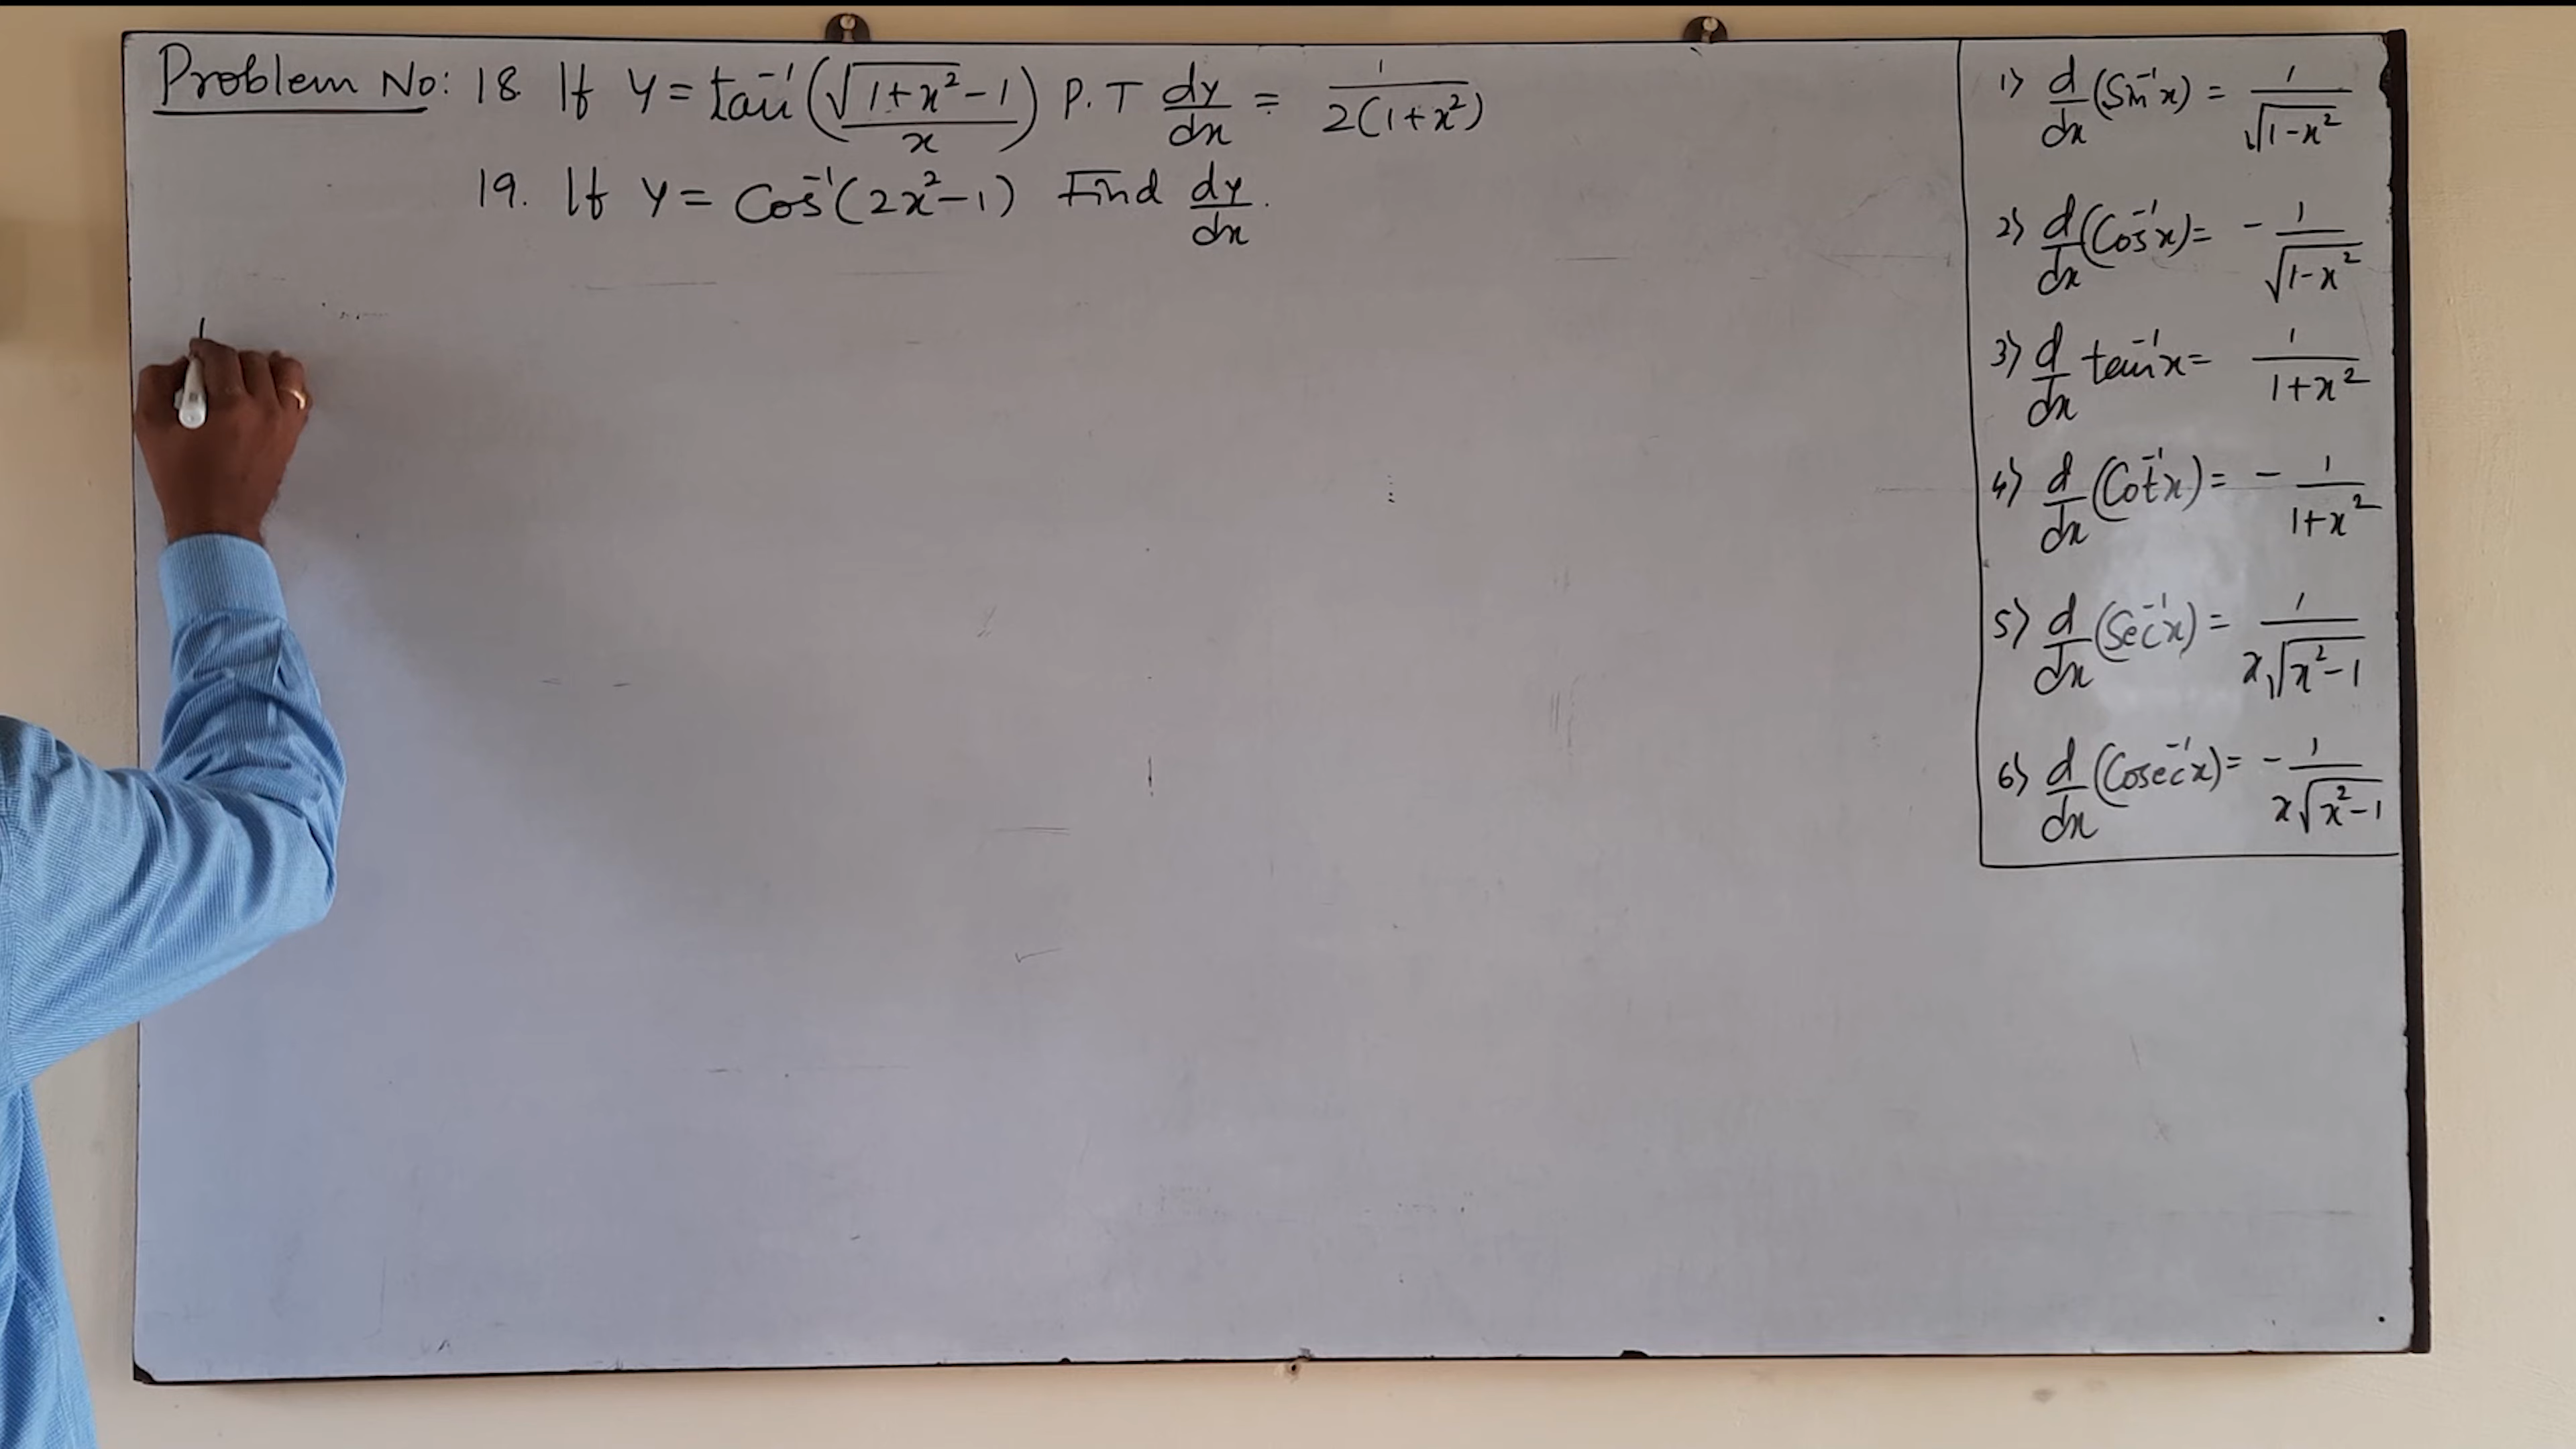 Problem No: 18 If y = tan⁻¹(√(1+x²)-1 / x) P.T dy/dx = 1/2(1+x²)
19. If y = Cos⁻¹(2x²-1) Find dy/dx.
1) d/dx (Sin⁻¹x) = 1/√(1-x²)
2) d/dx (Cos⁻¹x) = - 1/√(1-x²)
3) d/dx tan⁻¹x = 1/1+x²
4) d/dx (Cot⁻¹x) = - 1/1+x²
5) d/dx (Sec⁻¹x) = 1/x√(x²-1)
6) d/dx (Cosec⁻¹x) = - 1/x√(x²-1)